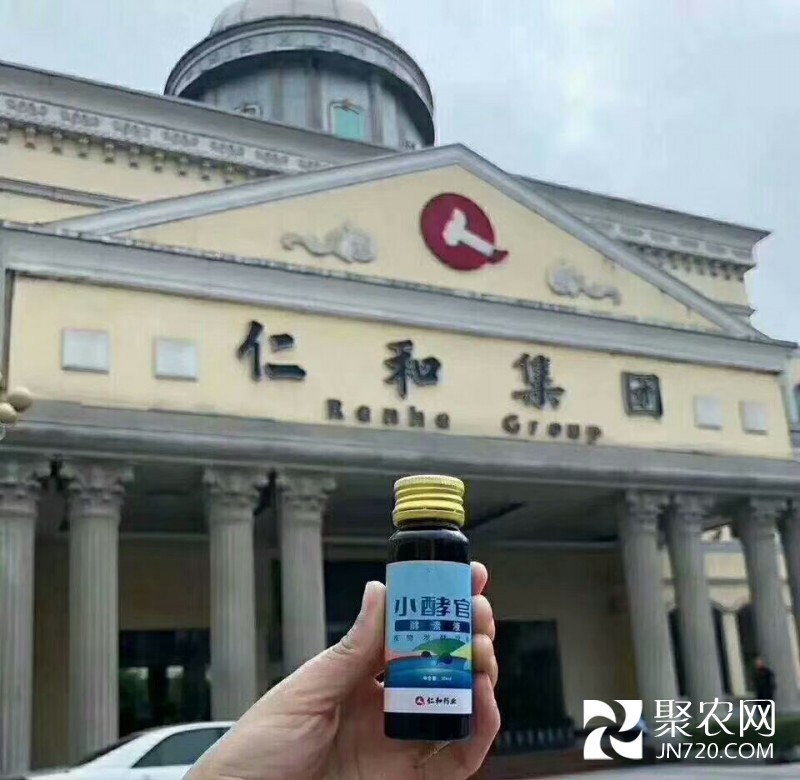 仁和集团
Renhe Group
小酵官
酵素液
仁和药业
聚农网
JN720.COM